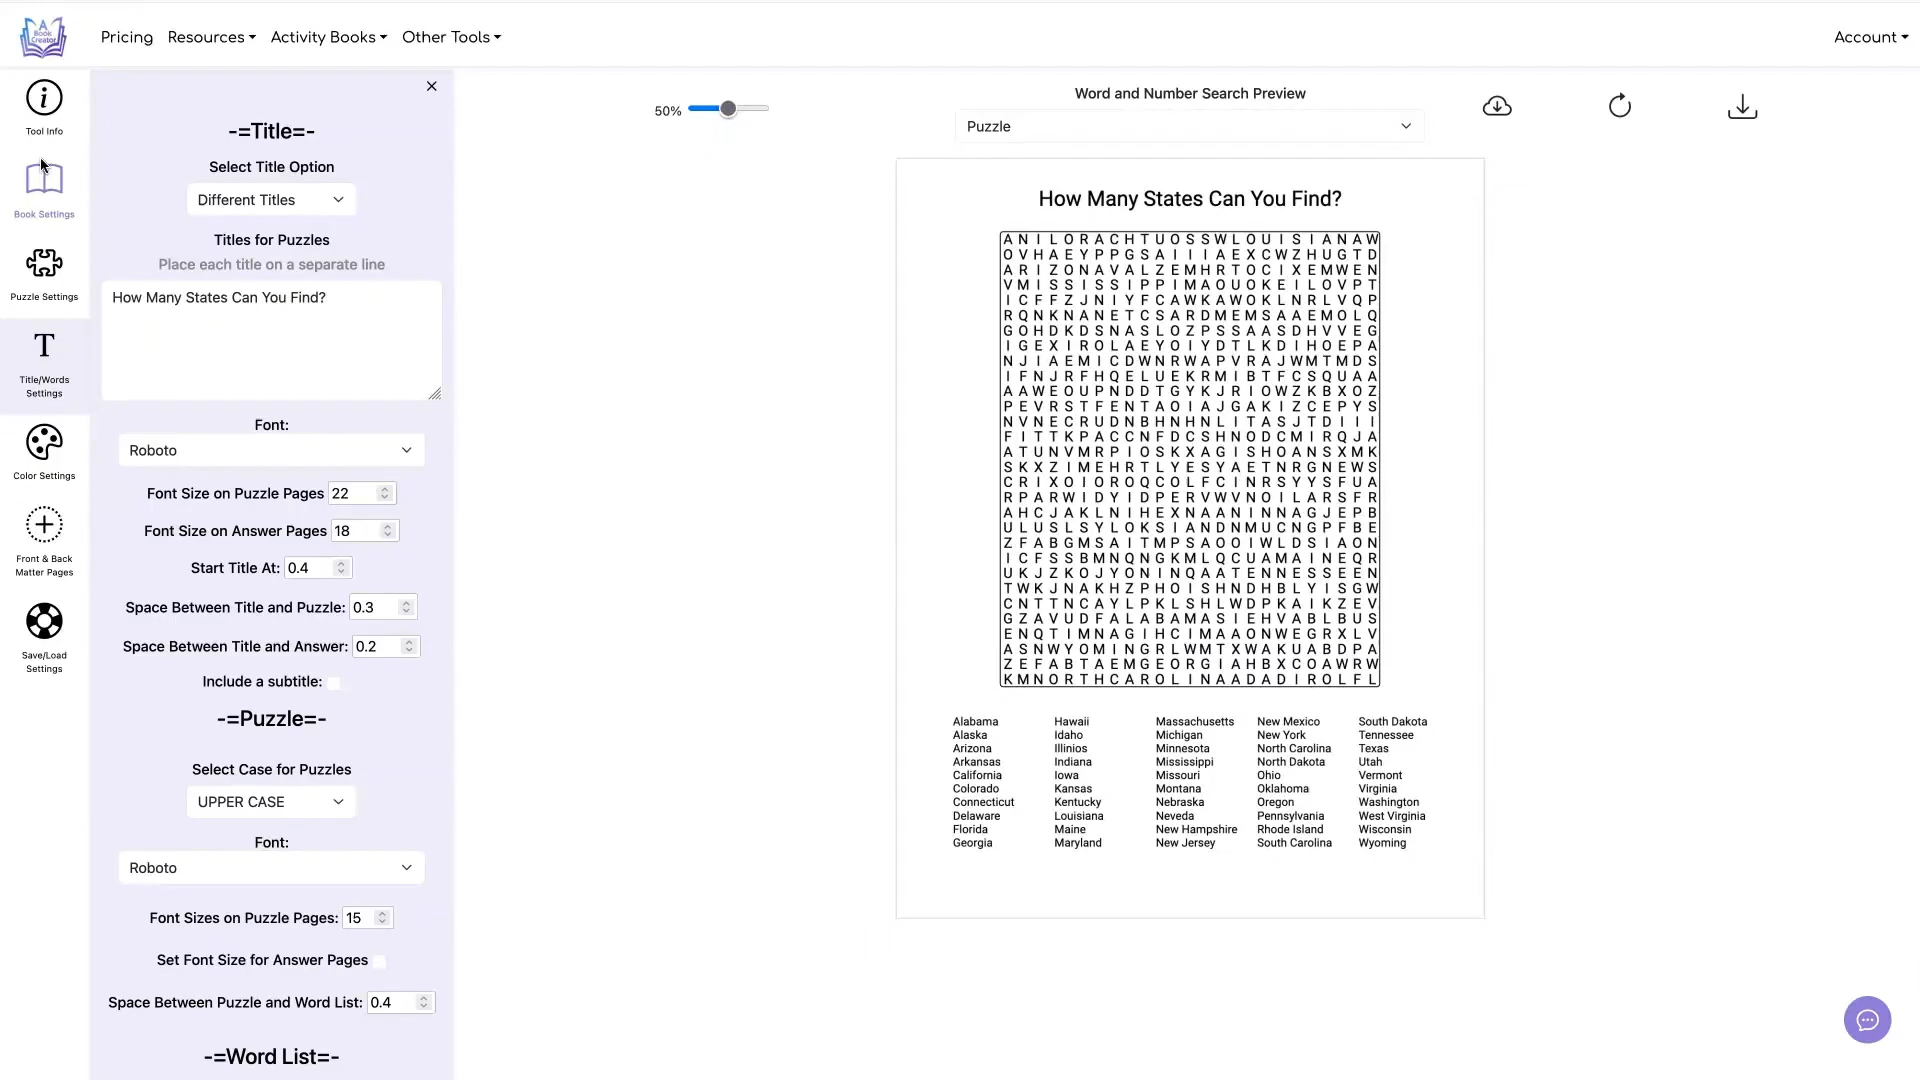 A
Book
Creator
Pricing
Resources
Activity Books
Other Tools
Account
Tool Info
Book Settings
Puzzle Settings
T
Title/Words
Settings
Color Settings
Front & Back
Matter Pages
Save/Load
Settings
-=Title=-
Select Title Option
Different Titles
Titles for Puzzles
Place each title on a separate line
How Many States Can You Find?
Font:
Roboto
Font Size on Puzzle Pages 22
Font Size on Answer Pages 18
Start Title At: 0.4
Space Between Title and Puzzle: 0.3
Space Between Title and Answer: 0.2
Include a subtitle:
-=Puzzle=-
Select Case for Puzzles
UPPER CASE
Font:
Roboto
Font Sizes on Puzzle Pages: 15
Set Font Size for Answer Pages
Space Between Puzzle and Word List: 0.4
-=Word List=-
50%
Word and Number Search Preview
Puzzle
How Many States Can You Find?
A N I L O R A C H T U O S S W L O U I S I A N A W
O V H A E Y P P G S A I I I A E X C W Z H U G T D
A R I Z O N A V A L Z E M H R T O C I X E M W E N
V M I S S I S S I P P I M A O U O K E I L O V P T
I C F F Z J N I Y F C A W K A W O K L N R L V Q P
R Q N K N A N E T C S A R D M E M S A A E M O L Q
G O H D K D S N A S L O Z P S S A A S D H V V E G
I G E X I R O L A E Y O I Y D T L K D I H O E P A
N J I A E M I C D W N R W A P V R A J W M T M D S
I F N J R F H Q E L U E K R M I B T F C S Q U A A
A A W E O U P N D D T G Y K J R I O W Z K B X O Z
P E V R S T F E N T A O I A J G A K I Z C E P Y S
N V N E C R U D N B H N H N L I T A S J T D I I I
F I T T K P A C C N F D C S H N O D C M I R Q J A
A T U N V M R P I O S K X A G I S H O A N S X M K
S K X Z I M E H R T L Y E S Y A E T N R G N E W S
C R I X O I O R O Q C O L F C I N R S Y Y S F U A
R P A R W I D Y I D P E R V W V N O I L A R S F R
A H C J A K L N I H E X N A A N I N N A G J E P B
U L U S L S Y L O K S I A N D N M U C N G P F B E
Z F A B G M S A I T M P S A O O I W L D S I A O N
I C F S S B M N Q N G K M L Q C U A M A I N E Q R
U K J Z K O J Y O N I N Q A A T E N N E S S E E N
T W K J N A K H Z P H O I S H N D H B L Y I S G W
C N T T N C A Y L P K L S H L W D P K A I K Z E V
G Z A V U D F A L A B A M A S I E H V A B L B U S
E N Q T I M N A G I H C I M A A O N W E G R X L V
A S N W Y O M I N G R L W M T X W A K U A B D P A
Z E F A B T A E M G E O R G I A H B X C O A W R W
K M N O R T H C A R O L I N A A D A D I R O L F L
Alabama Hawaii Massachusetts New Mexico South Dakota
Alaska Idaho Michigan New York Tennessee
Arizona Illinios Minnesota North Carolina Texas
Arkansas Indiana Mississippi North Dakota Utah
California Iowa Missouri Ohio Vermont
Colorado Kansas Montana Oklahoma Virginia
Connecticut Kentucky Nebraska Oregon Washington
Delaware Louisiana Neveda Pennsylvania West Virginia
Florida Maine New Hampshire Rhode Island Wisconsin
Georgia Maryland New Jersey South Carolina Wyoming